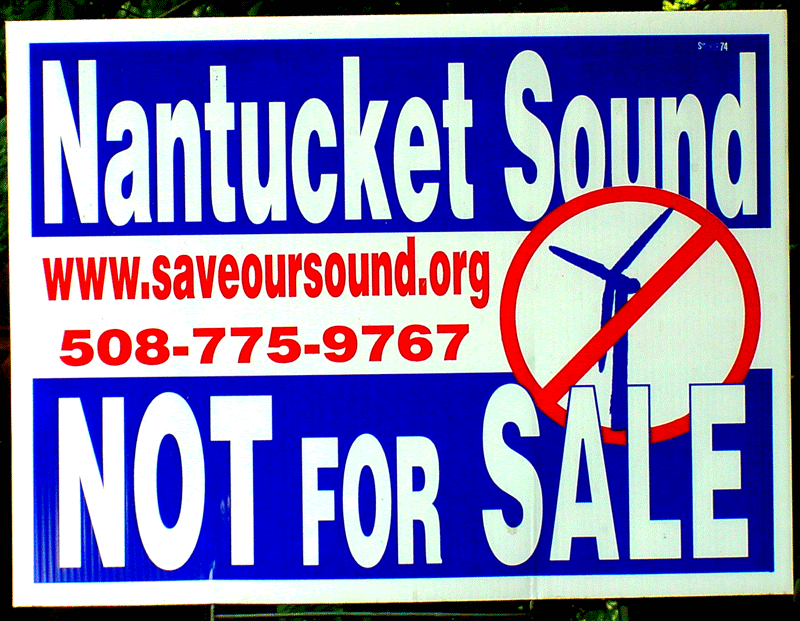 Nantucket Sound
www.saveoursound.org
508-775-9767
NOT FOR SALE